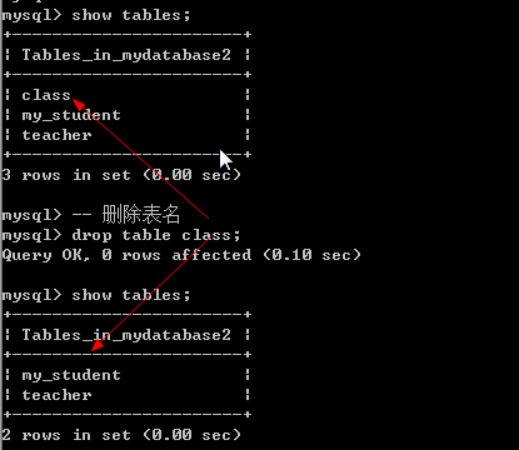 mysql> show tables;
+-----------------------+
¦ Tables_in_mydatabase2 ¦
+-----------------------+
¦ class                 ¦
¦ my_student            ¦
¦ teacher               ¦
+-----------------------+
3 rows in set (0.00 sec)
mysql> -- 删除表名
mysql> drop table class;
Query OK, 0 rows affected (0.10 sec)
mysql> show tables;
+-----------------------+
¦ Tables_in_mydatabase2 ¦
+-----------------------+
¦ my_student            ¦
¦ teacher               ¦
+-----------------------+
2 rows in set (0.00 sec)